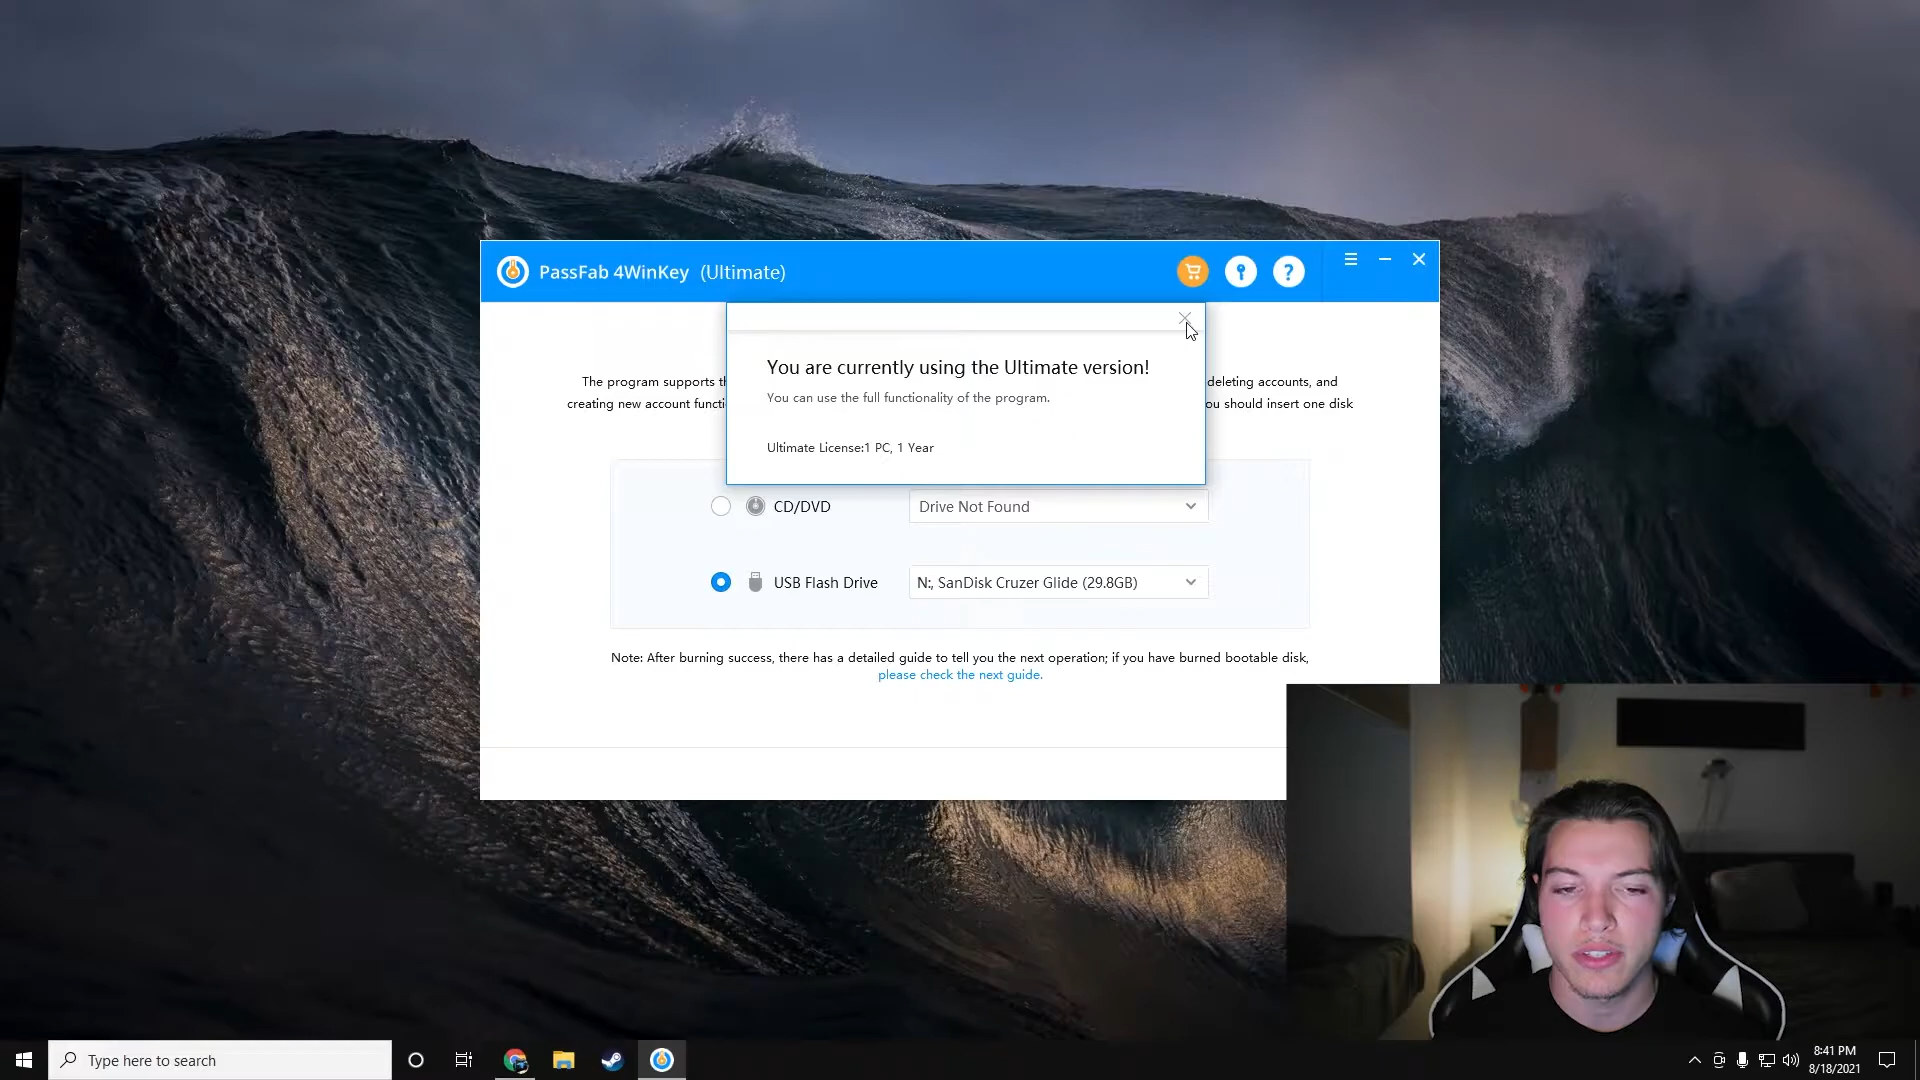 PassFab 4WinKey (Ultimate)
You are currently using the Ultimate version!
The program supports th
deleting accounts, and
You can use the full functionality of the program.
creating new account functi
ou should insert one disk
Ultimate License:1 PC, 1 Year
CD/DVD
Drive Not Found
USB Flash Drive
N:, SanDisk Cruzer Glide (29.8GB)
Note: After burning success, there has a detailed guide to tell you the next operation; if you have burned bootable disk,
please check the next guide.
Type here to search
8:41 PM
8/18/2021